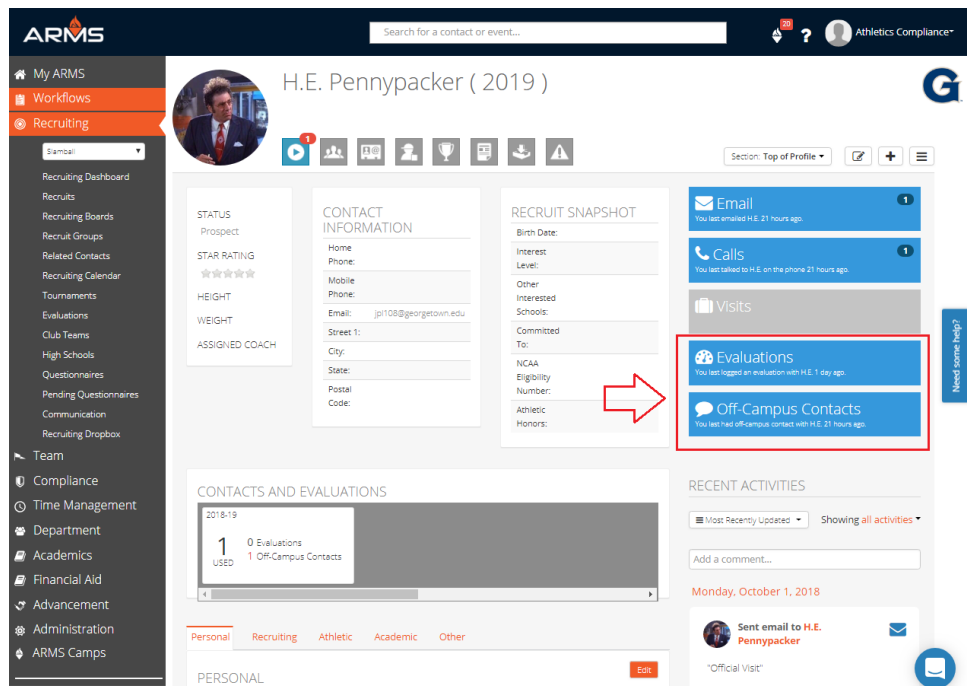 ARMS
Search for a contact or event...
20
?
Athletics Compliance
My ARMS
Workflows
Recruiting
Slamball
Recruiting Dashboard
Recruits
Recruiting Boards
Recruit Groups
Related Contacts
Recruiting Calendar
Tournaments
Evaluations
Club Teams
High Schools
Questionnaires
Pending Questionnaires
Communication
Recruiting Dropbox
Team
Compliance
Time Management
Department
Academics
Financial Aid
Advancement
Administration
ARMS Camps
H.E. Pennypacker ( 2019 )
G
1
Section: Top of Profile
STATUS
Prospect
STAR RATING
HEIGHT
WEIGHT
ASSIGNED COACH
CONTACT
INFORMATION
Home
Phone:
Mobile
Phone:
Email: jpl108@georgetown.edu
Street 1:
City:
State:
Postal
Code:
RECRUIT SNAPSHOT
Birth Date:
Interest
Level:
Other
Interested
Schools:
Committed
To:
NCAA
Eligibility
Number:
Athletic
Honors:
Email 1
You last emailed H.E. 21 hours ago.
Calls 1
You last talked to H.E. on the phone 21 hours ago.
Visits
Evaluations
You last logged an evaluation with H.E. 1 day ago.
Off-Campus Contacts
You last had off-campus contact with H.E. 21 hours ago.
Need some help?
CONTACTS AND EVALUATIONS
2018-19
1
USED
0 Evaluations
1 Off-Campus Contacts
RECENT ACTIVITIES
Most Recently Updated
Showing all activities
Add a comment...
Monday, October 1, 2018
Sent email to H.E.
Pennypacker
"Official Visit"
Personal Recruiting Athletic Academic Other
PERSONAL
Edit